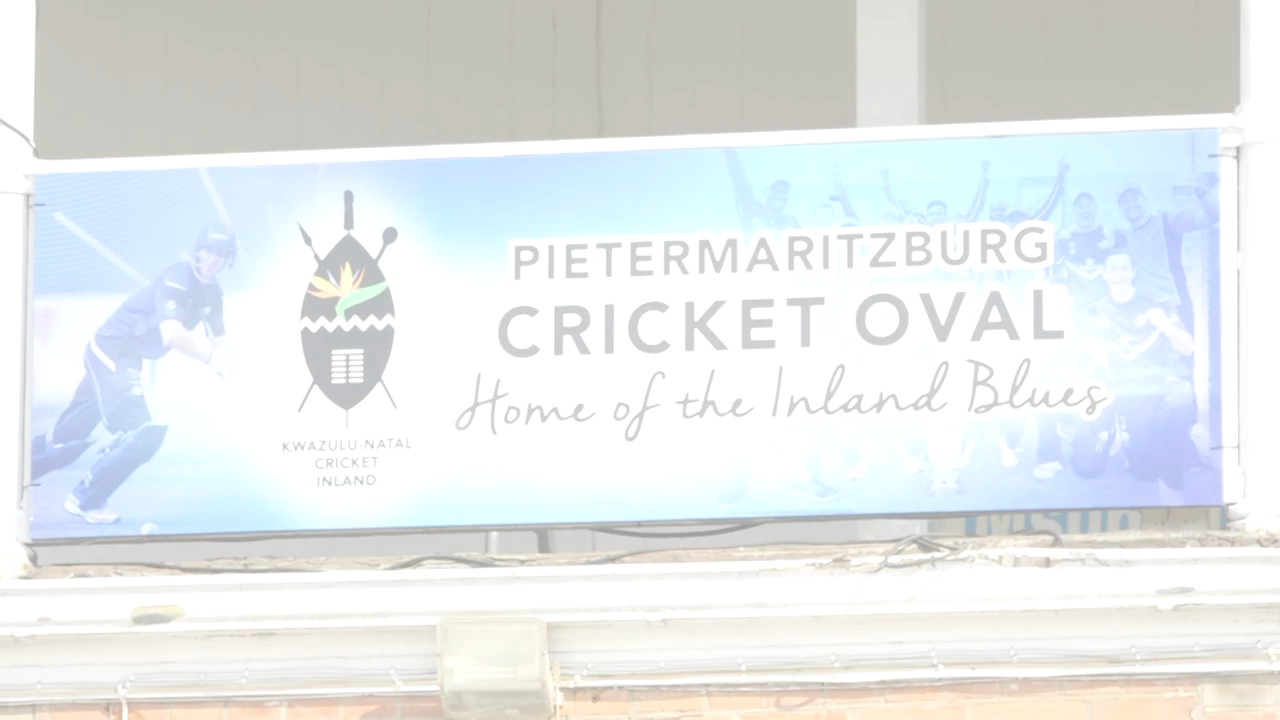 PIETERMARITZBURG
CRICKET OVAL
Home of the Inland Blues
KWAZULU-NATAL
CRICKET
INLAND